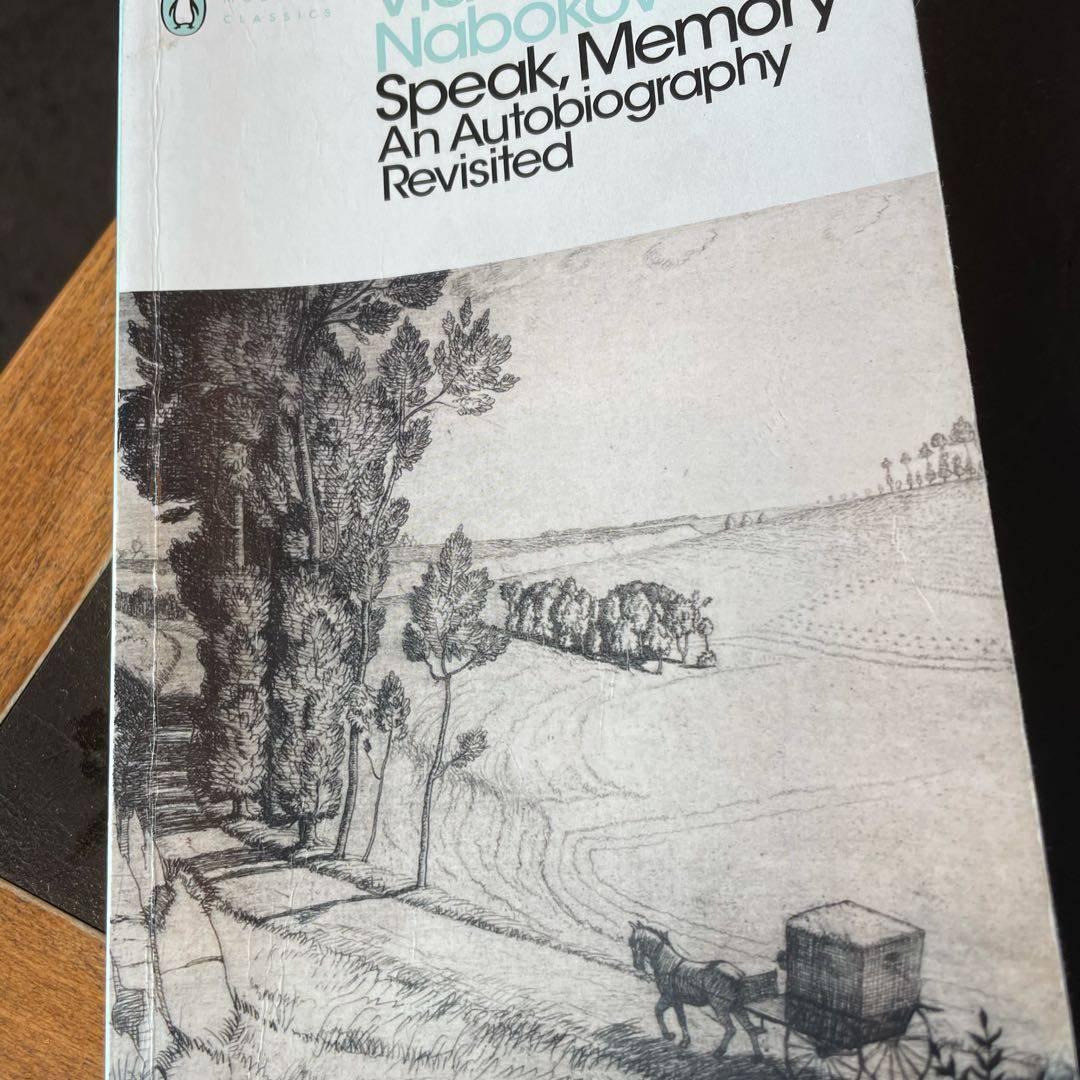 CLASSICS
Nabokov
Speak, Memory
An Autobiography
Revisited